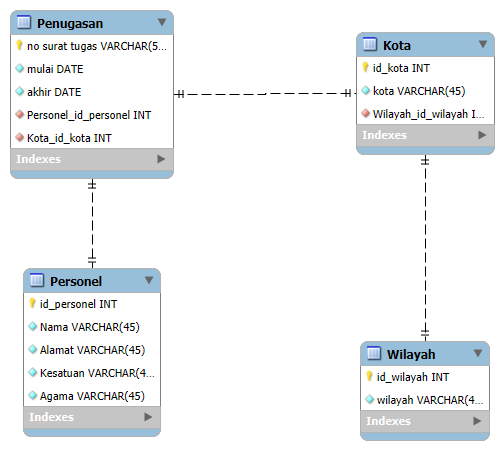 Penugasan
no surat tugas VARCHAR(5...
mulai DATE
akhir DATE
Personel_id_personel INT
Kota_id_kota INT
Indexes
Kota
id_kota INT
kota VARCHAR(45)
Wilayah_id_wilayah I...
Indexes
Personel
id_personel INT
Nama VARCHAR(45)
Alamat VARCHAR(45)
Kesatuan VARCHAR(4...
Agama VARCHAR(45)
Indexes
Wilayah
id_wilayah INT
wilayah VARCHAR(4...
Indexes